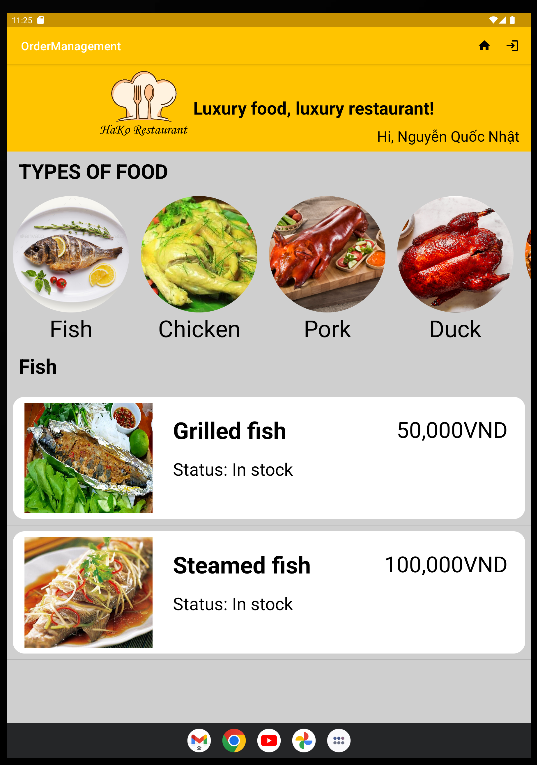 11:25
OrderManagement
HaKo Restaurant
Luxury food, luxury restaurant!
Hi, Nguyễn Quốc Nhật
TYPES OF FOOD
Fish
Chicken
Pork
Duck
Fish
Grilled fish
50,000VND
Status: In stock
Steamed fish
100,000VND
Status: In stock